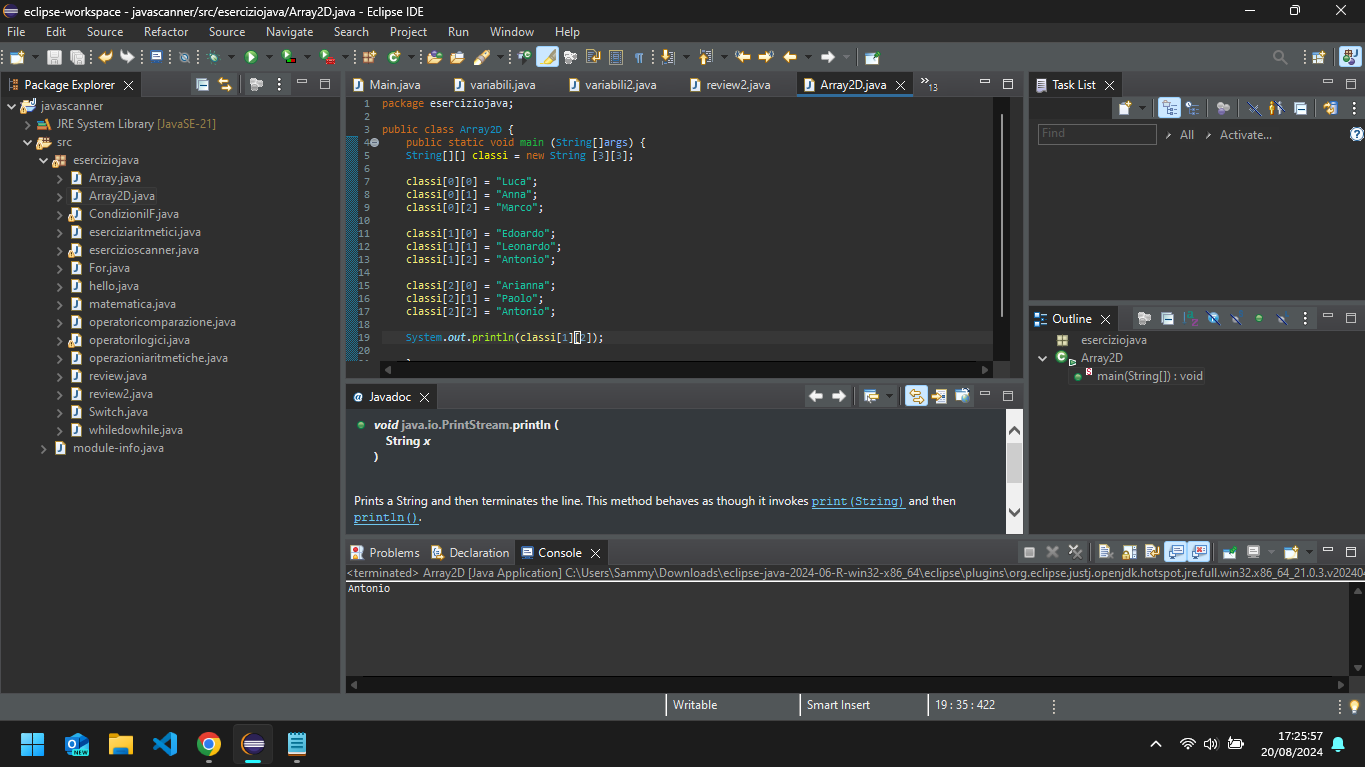 eclipse-workspace - javascanner/src/eserciziojava/Array2D.java - Eclipse IDE
File Edit Source Refactor Source Navigate Search Project Run Window Help
Package Explorer
javascanner
JRE System Library [JavaSE-21]
src
eserciziojava
Array.java
Array2D.java
CondizioniIF.java
eserciziaritmetici.java
esercizioscanner.java
For.java
hello.java
matematica.java
operatoricomparazione.java
operatorilogici.java
operazioniaritmetiche.java
review.java
review2.java
Switch.java
whiledowhile.java
module-info.java
Main.java variabili.java variabili2.java review2.java Array2D.java »13
1 package eserciziojava;
2
3 public class Array2D {
4 public static void main (String[]args) {
5 String[][] classi = new String [3][3];
6
7 classi[0][0] = "Luca";
8 classi[0][1] = "Anna";
9 classi[0][2] = "Marco";
10
11 classi[1][0] = "Edoardo";
12 classi[1][1] = "Leonardo";
13 classi[1][2] = "Antonio";
14
15 classi[2][0] = "Arianna";
16 classi[2][1] = "Paolo";
17 classi[2][2] = "Antonio";
18
19 System.out.println(classi[1][2]);
20
Javadoc
void java.io.PrintStream.println (
String x
)
Prints a String and then terminates the line. This method behaves as though it invokes print(String) and then
println().
Problems Declaration Console
<terminated> Array2D [Java Application] C:\Users\Sammy\Downloads\eclipse-java-2024-06-R-win32-x86_64\eclipse\plugins\org.eclipse.justj.openjdk.hotspot.jre.full.win32.x86_64_21.0.3.v202404
Antonio
Task List
Find All Activate...
Outline
eserciziojava
Array2D
main(String[]) : void
Writable Smart Insert 19 : 35 : 422
NEW
17:25:57
20/08/2024